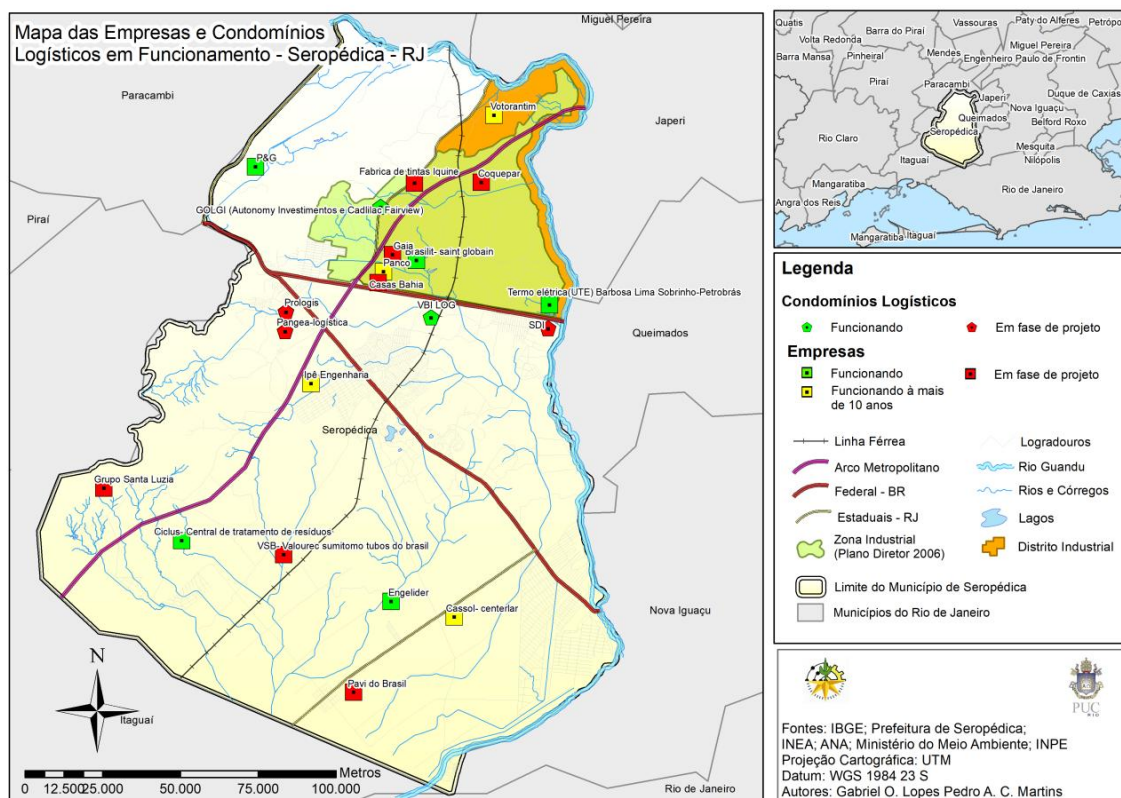 Mapa das Empresas e Condomínios
Logísticos em Funcionamento - Seropédica - RJ
Miguel Pereira
Paracambi
Japeri
Piraí
Queimados
Nova Iguaçu
Itaguaí
Rio de Janeiro
Votorantim
P&G
Fabrica de tintas Iquine
Coquepar
GOLGI (Autonomy Investimentos e Cadlilac Fairview)
Gaia
Brasilit- saint globain
Panco
Casas Bahia
Termo elétrica (UTE) Barbosa Lima Sobrinho-Petrobrás
Prologis
VBI LOG
SDI
Pangea-logística
Ipê Engenharia
Seropédica
Grupo Santa Luzia
Ciclus- Central de tratamento de resíduos
VSB- Valourec sumitomo tubos do brasil
Engelider
Cassol- centerlar
Pavi do Brasil
N
Metros
0 12.500 25.000 50.000 75.000 100.000
Quatis
Vassouras
Paty do Alferes
Petróp
Barra do Piraí
Volta Redonda
Mendes
Miguel Pereira
Barra Mansa
Pinheiral
Engenheiro Paulo de Frontin
Piraí
Paracambi
Duque de Caxias
Japeri
Nova Iguaçu
Queimados
Belford Roxo
Rio Claro
Seropédica
Mesquita
Itaguaí
Nilópolis
Mangaratiba
Rio de Janeiro
Angra dos Reis
Mangaratiba
Itaguaí
Legenda
Condomínios Logísticos
Funcionando
Em fase de projeto
Empresas
Funcionando
Em fase de projeto
Funcionando à mais
de 10 anos
Linha Férrea
Logradouros
Arco Metropolitano
Rio Guandu
Federal - BR
Rios e Córregos
Estaduais - RJ
Lagos
Zona Industrial
(Plano Diretor 2006)
Distrito Industrial
Limite do Município de Seropédica
Municípios do Rio de Janeiro
PUC
RIO
Fontes: IBGE; Prefeitura de Seropédica;
INEA; ANA; Ministério do Meio Ambiente; INPE
Projeção Cartográfica: UTM
Datum: WGS 1984 23 S
Autores: Gabriel O. Lopes Pedro A. C. Martins